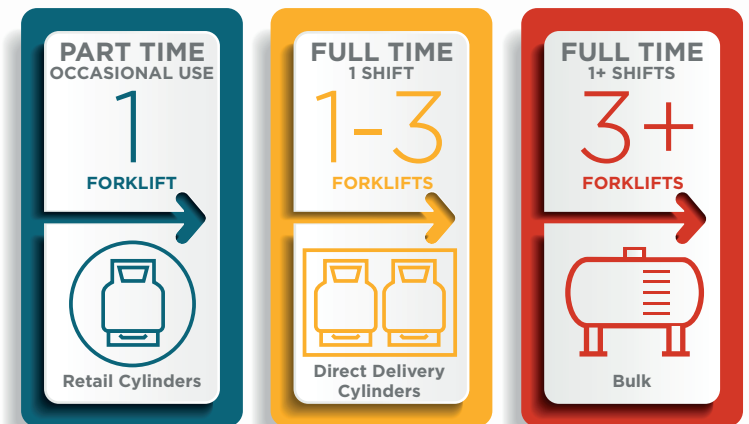 PART TIME
OCCASIONAL USE
1
FORKLIFT
Retail Cylinders
FULL TIME
1 SHIFT
1-3
FORKLIFTS
Direct Delivery
Cylinders
FULL TIME
1+ SHIFTS
3+
FORKLIFTS
Bulk